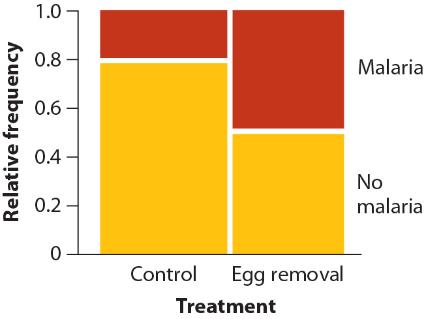 1.0
0.8
0.6
0.4
0.2
0
Relative frequency
Malaria
No
malaria
Control
Egg removal
Treatment